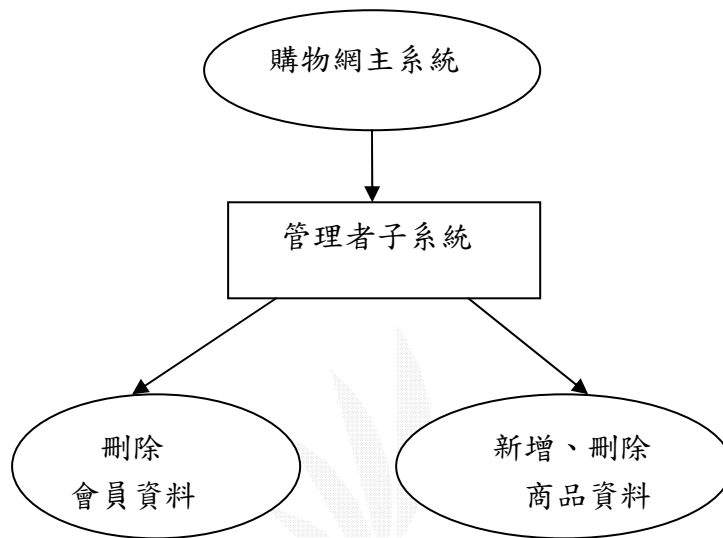 購物網主系統
管理者子系統
刪除
會員資料
新增、刪除
商品資料